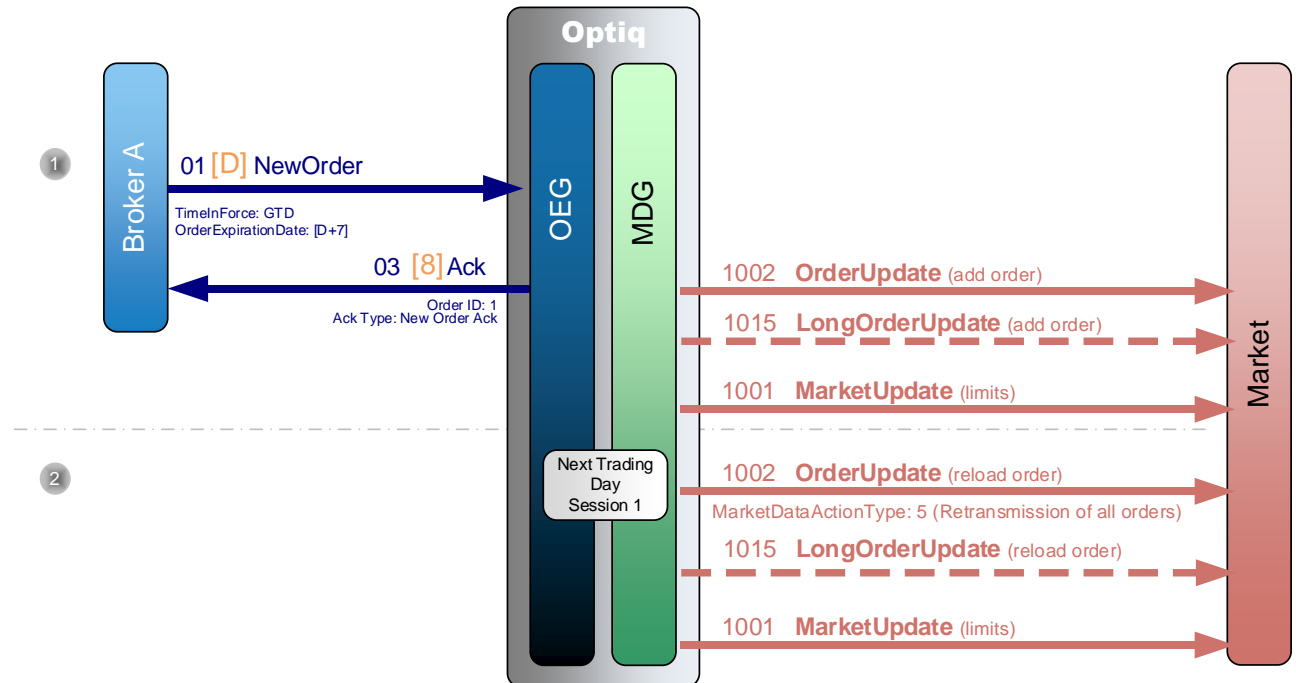 Optiq
1
Broker A
01 [D] NewOrder
TimeInForce: GTD
OrderExpirationDate: [D+7]
03 [8] Ack
Order ID: 1
Ack Type: New Order Ack
OEG
MDG
1002 OrderUpdate (add order)
1015 LongOrderUpdate (add order)
1001 MarketUpdate (limits)
Market
2
Next Trading
Day
Session 1
1002 OrderUpdate (reload order)
MarketDataActionType: 5 (Retransmission of all orders)
1015 LongOrderUpdate (reload order)
1001 MarketUpdate (limits)